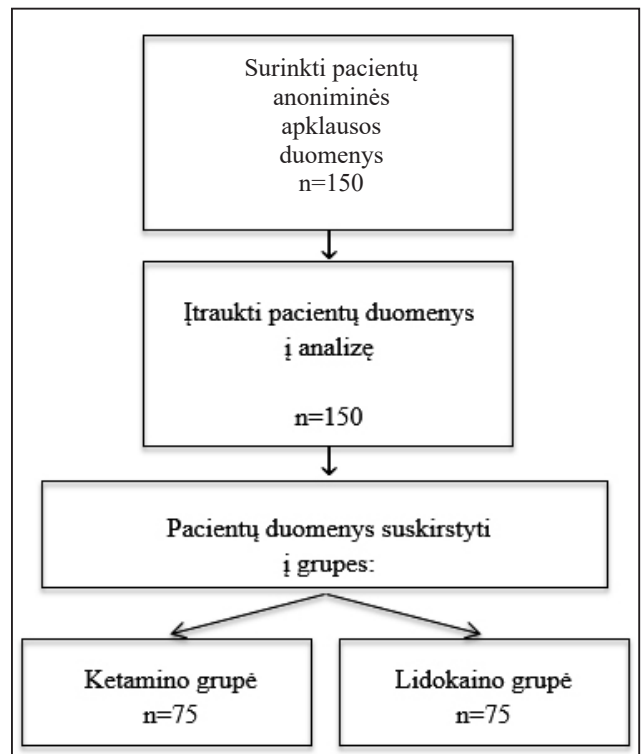 Surinkti pacientų
anoniminės
apklausos
duomenys
n=150
Įtraukti pacientų duomenys
į analizę
n=150
Pacientų duomenys suskirstyti
į grupes:
Ketamino grupė
n=75
Lidokaino grupė
n=75